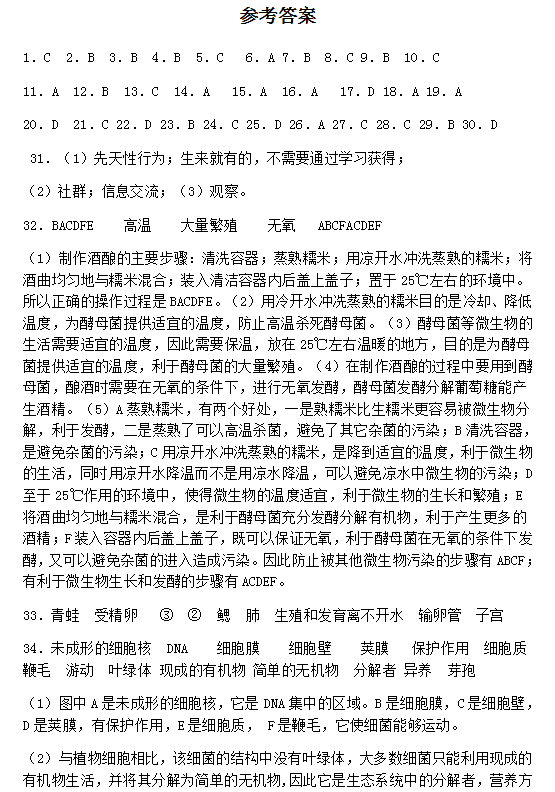 参考答案
1．C 2．B 3．B 4．B 5．C 6．A 7．B 8．C 9．B 10．C
11．A 12．B 13．C 14．A 15．A 16．A 17．D 18．A 19．A
20．D 21．C 22．D 23．B 24．C 25．D 26．A 27．C 28．C 29．B 30．D
31．（1）先天性行为；生来就有的，不需要通过学习获得；
（2）社群；信息交流；（3）观察。
32．BACDFE 高温 大量繁殖 无氧 ABCFACDEF
（1）制作酒酿的主要步骤：清洗容器；蒸熟糯米；用凉开水冲洗蒸熟的糯米；将
酒曲均匀地与糯米混合；装入清洁容器内后盖上盖子；置于 25℃左右的环境中。
所以正确的操作过程是 BACDFE。（2）用冷开水冲洗蒸熟的糯米目的是冷却、降低
温度，为酵母菌提供适宜的温度，防止高温杀死酵母菌。（3）酵母菌等微生物的
生活需要适宜的温度，因此需要保温，放在 25℃左右温暖的地方，目的是为酵母
菌提供适宜的温度，利于酵母菌的大量繁殖。（4）在制作酒酿的过程中要用到酵
母菌，酿酒时需要在无氧的条件下，进行无氧发酵，酵母菌发酵分解葡萄糖能产
生酒精。（5）A 蒸熟糯米，有两个好处，一是熟糯米比生糯米更容易被微生物分
解，利于发酵，二是蒸熟了可以高温杀菌，避免了其它杂菌的污染；B 清洗容器，
是避免杂菌的污染；C 用凉开水冲洗蒸熟的糯米，是降到适宜的温度，利于微生物
的生活，同时用凉开水降温而不是用凉水降温，可以避免凉水中微生物的污染；D
至于 25℃作用的环境中，使得微生物的温度适宜，利于微生物的生长和繁殖；E
将酒曲均匀地与糯米混合，是利于酵母菌充分发酵分解有机物，利于产生更多的
酒精；F 装入容器内后盖上盖子，既可以保证无氧，利于酵母菌在无氧的条件下发
酵，又可以避免杂菌的进入造成污染。因此防止被其他微生物污染的步骤有 ABCF；
有利于微生物生长和发酵的步骤有 ACDEF。
33．青蛙 受精卵 ③ ② 鳃 肺 生殖和发育离不开水 输卵管 子宫
34．未成形的细胞核 DNA 细胞膜 细胞壁 荚膜 保护作用 细胞质
鞭毛 游动 叶绿体 现成的有机物 简单的无机物 分解者 异养 芽孢
（1）图中 A 是未成形的细胞核，它是 DNA 集中的区域。B 是细胞膜，C 是细胞壁，
D 是荚膜，有保护作用，E 是细胞质， F 是鞭毛，它使细菌能够运动。
（2）与植物细胞相比，该细菌的结构中没有叶绿体，大多数细菌只能利用现成的
有机物生活，并将其分解为简单的无机物,因此它是生态系统中的分解者，营养方